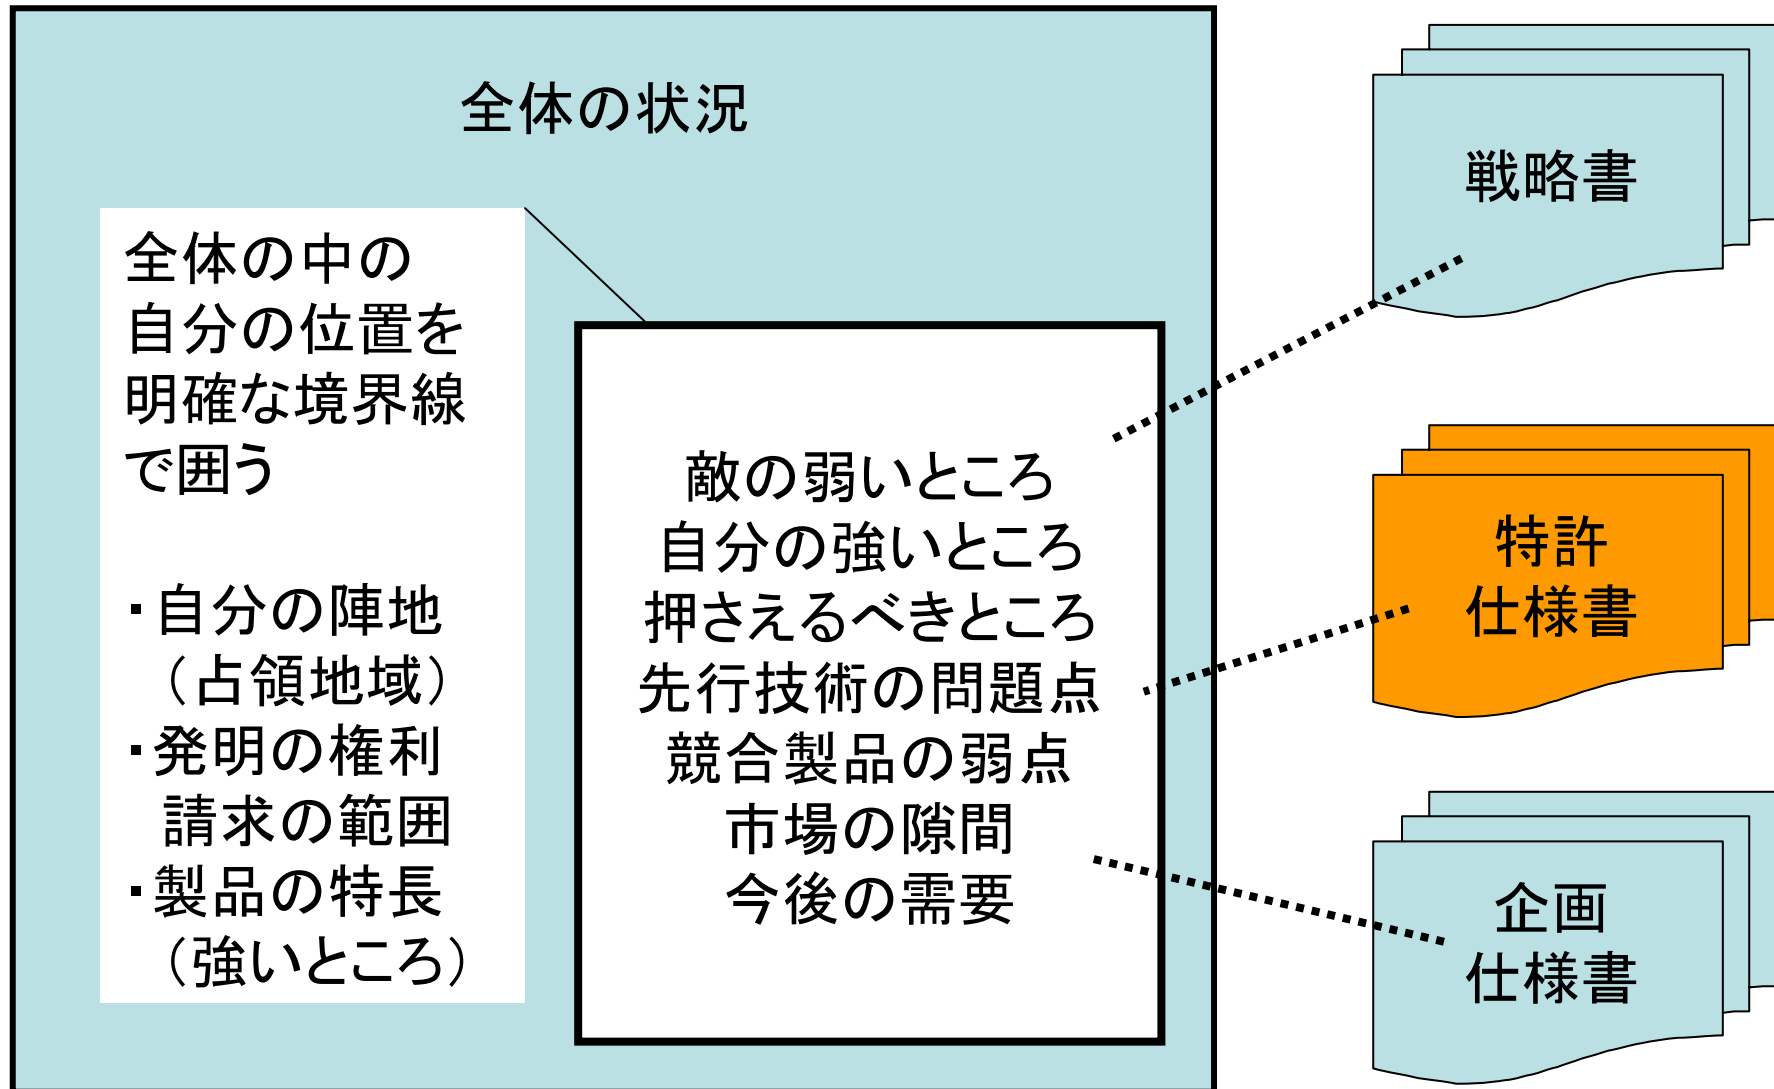 全体の状況
全体の中の
自分の位置を
明確な境界線
で囲う
・自分の陣地
（占領地域）
・発明の権利
請求の範囲
・製品の特長
（強いところ）
敵の弱いところ
自分の強いところ
押さえるべきところ
先行技術の問題点
競合製品の弱点
市場の隙間
今後の需要
戦略書
特許
仕様書
企画
仕様書